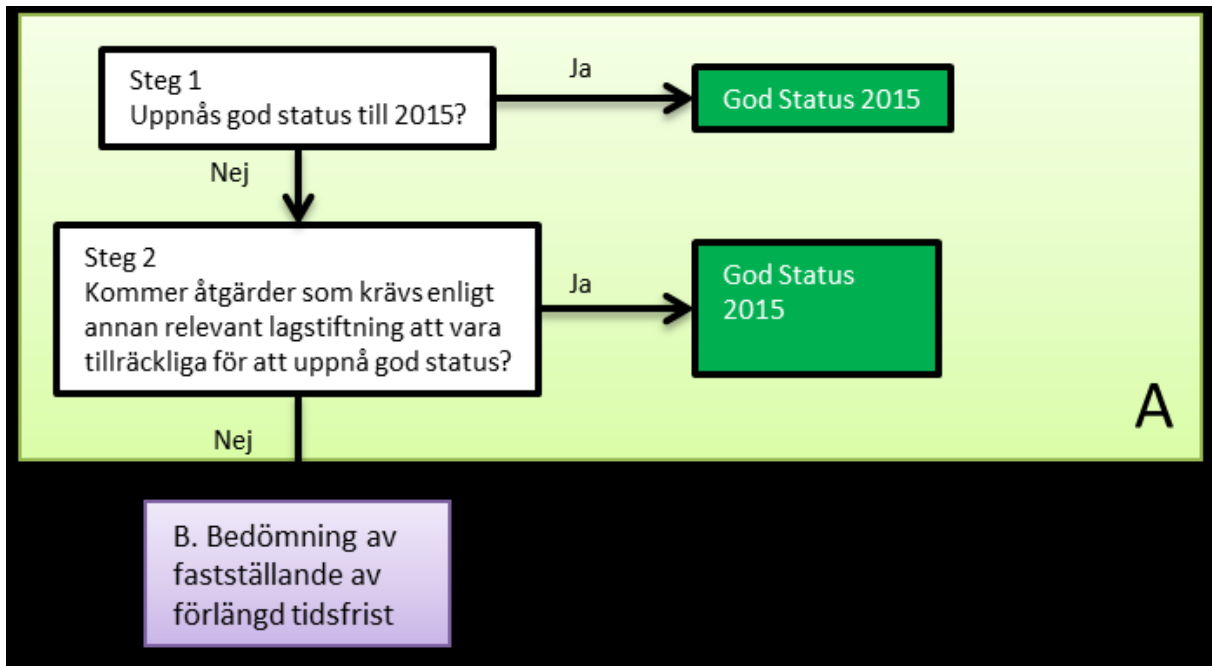 Steg 1
Uppnås god status till 2015?
Ja
God Status 2015
Nej
Steg 2
Kommer åtgärder som krävs enligt
annan relevant lagstiftning att vara
tillräckliga för att uppnå god status?
Ja
God Status
2015
A
Nej
B. Bedömning av
fastställande av
förlängd tidsfrist